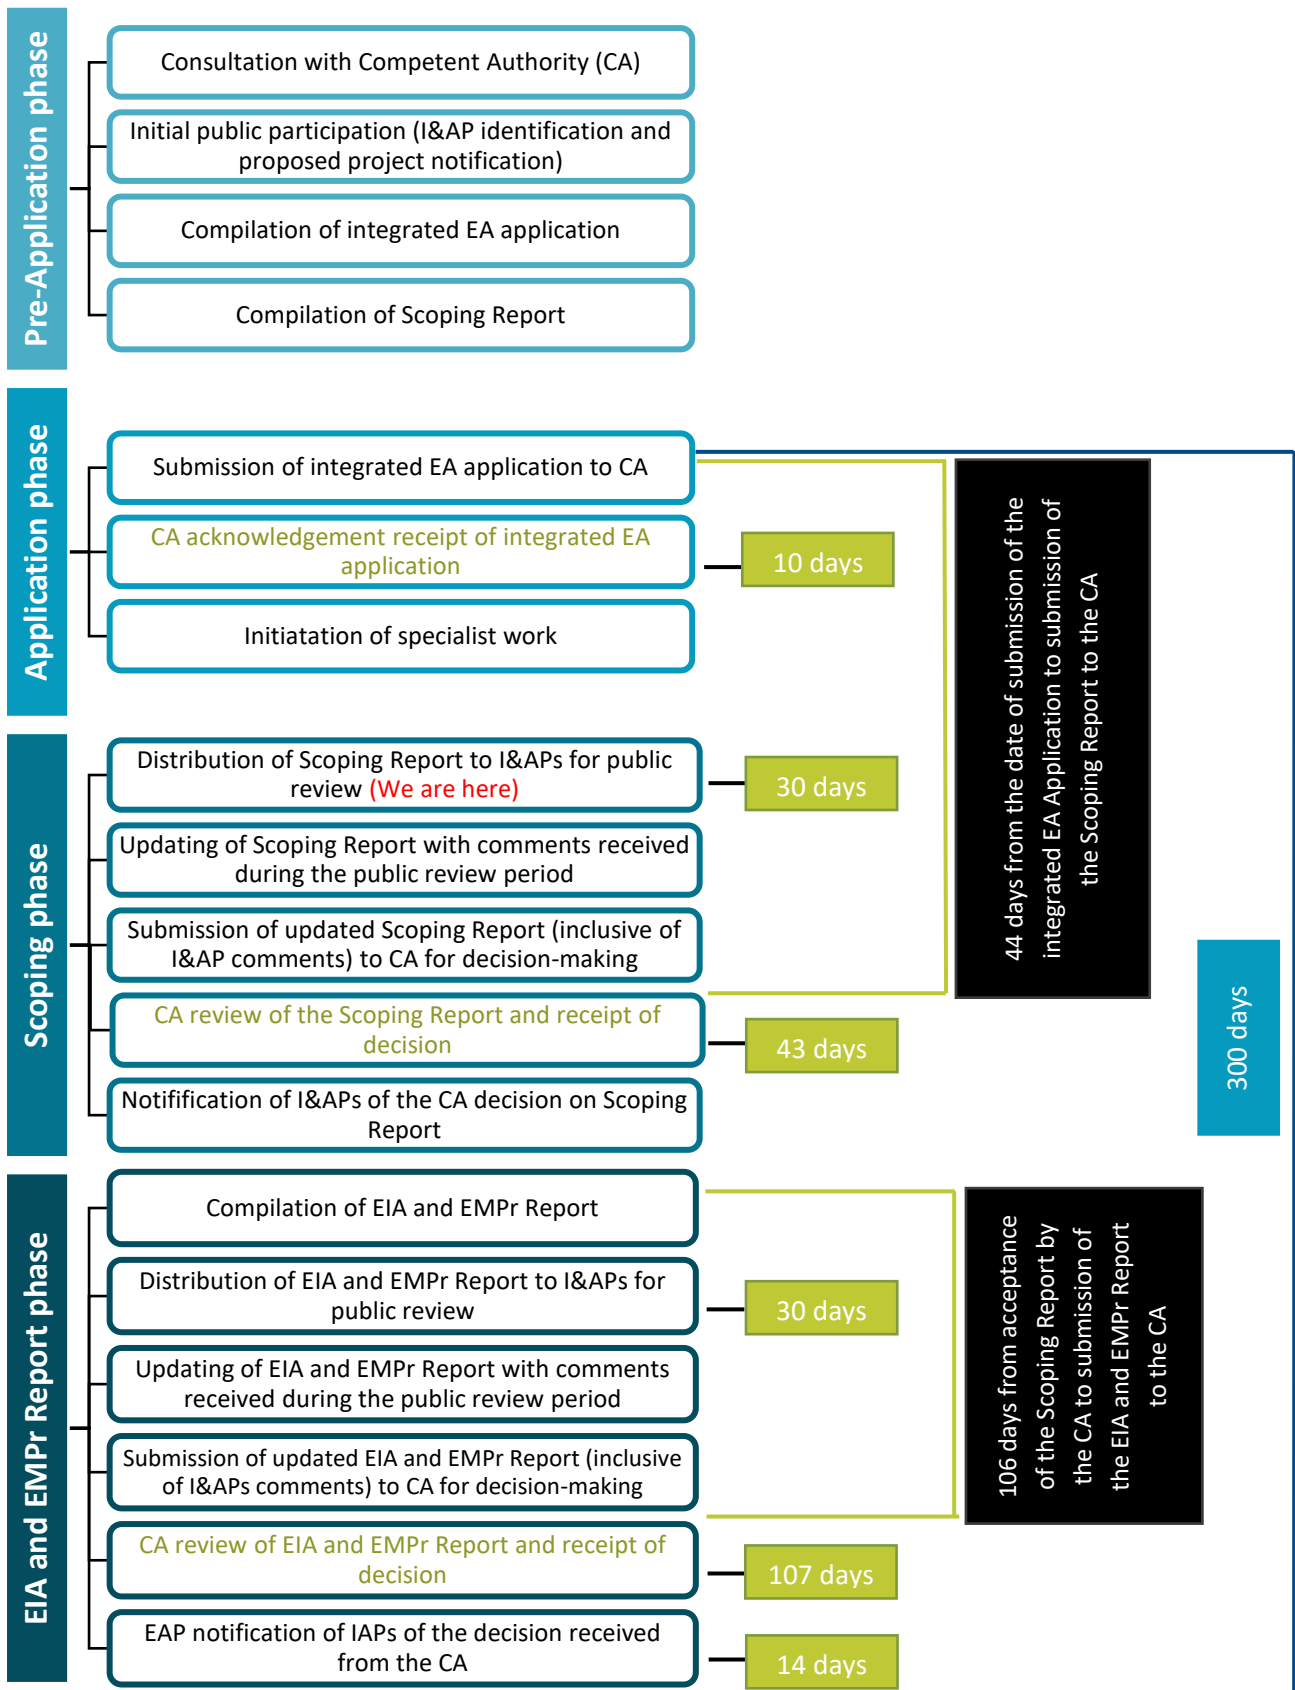 Pre-Application phase
Consultation with Competent Authority (CA)
Initial public participation (I&AP identification and
proposed project notification)
Compilation of integrated EA application
Compilation of Scoping Report
Application phase
Submission of integrated EA application to CA
CA acknowledgement receipt of integrated EA
application
10 days
Initiatation of specialist work
44 days from the date of submission of the
integrated EA Application to submission of
the Scoping Report to the CA
Scoping phase
Distribution of Scoping Report to I&APs for public
review (We are here)
30 days
Updating of Scoping Report with comments received
during the public review period
Submission of updated Scoping Report (inclusive of
I&AP comments) to CA for decision-making
CA review of the Scoping Report and receipt of
decision
43 days
Notifification of I&APs of the CA decision on Scoping
Report
300 days
EIA and EMPr Report phase
Compilation of EIA and EMPr Report
Distribution of EIA and EMPr Report to I&APs for
public review
30 days
Updating of EIA and EMPr Report with comments
received during the public review period
Submission of updated EIA and EMPr Report (inclusive
of I&APs comments) to CA for decision-making
106 days from acceptance
of the Scoping Report by
the CA to submission of
the EIA and EMPr Report
to the CA
CA review of EIA and EMPr Report and receipt of
decision
107 days
EAP notification of IAPs of the decision received
from the CA
14 days